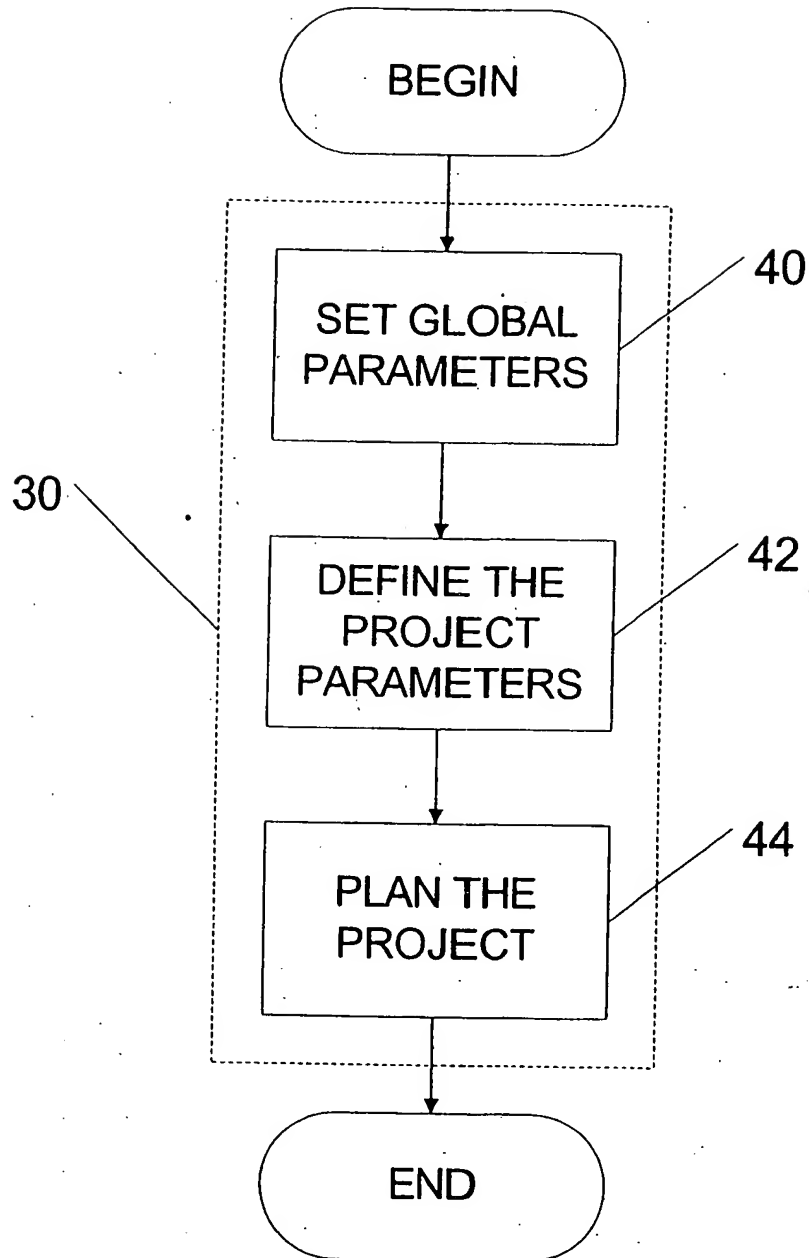 BEGIN
40
SET GLOBAL
PARAMETERS
30
42
DEFINE THE
PROJECT
PARAMETERS
44
PLAN THE
PROJECT
END